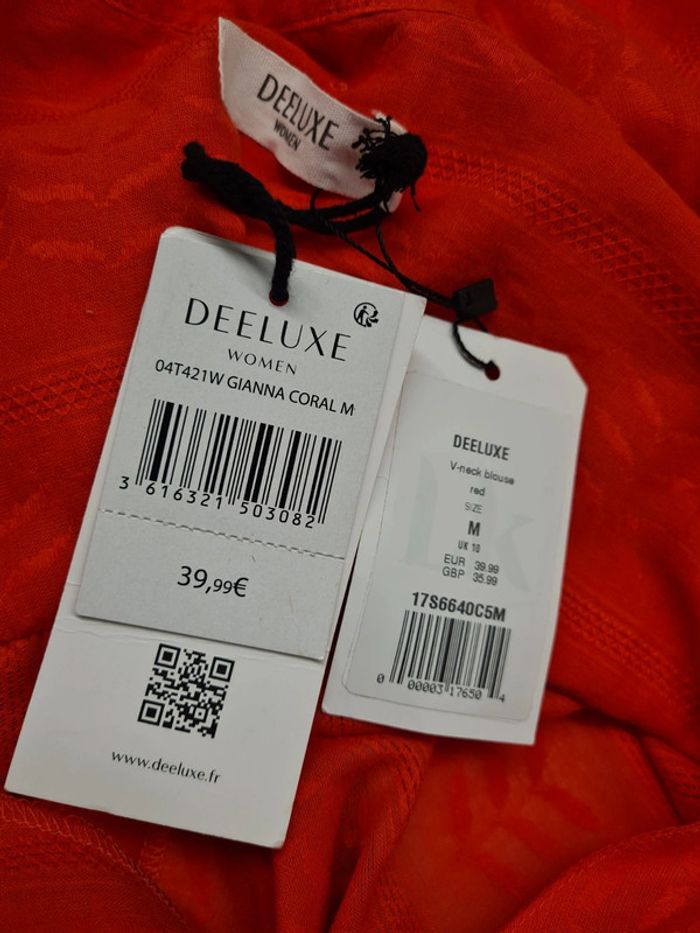 DEELUXE
WOMEN
DEELUXE
WOMEN
04T421W GIANNA CORAL M
3 616321 503082
39,99€
www.deeluxe.fr
DEELUXE
V-neck blouse
red
SIZE
M
UK 10
EUR 39.99
GBP 35.99
17S6640C5M
0 00003 17650 4